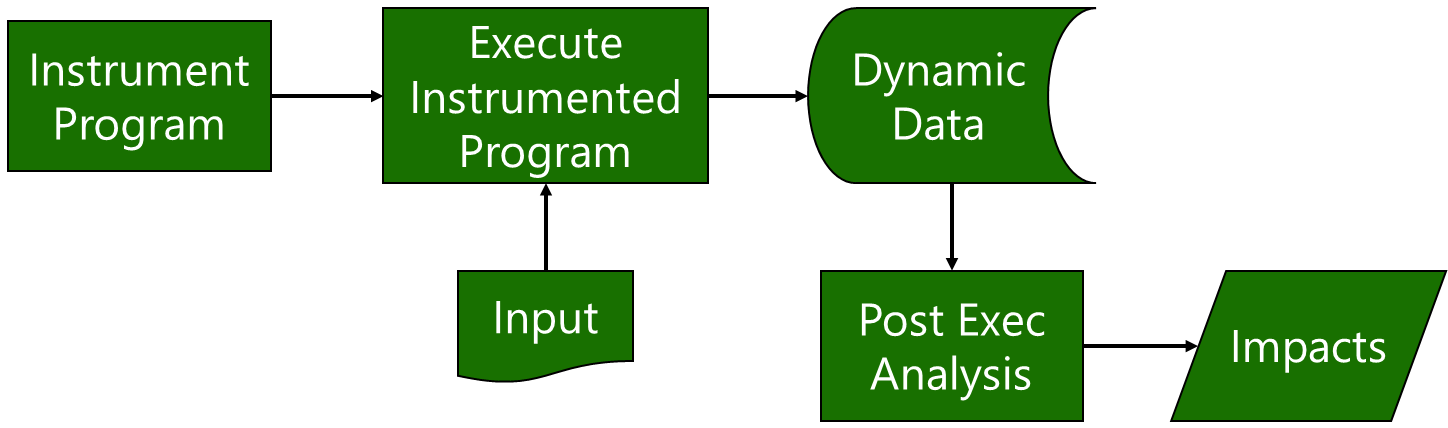 Instrument
Program
Execute
Instrumented
Program
Dynamic
Data
Input
Post Exec
Analysis
Impacts